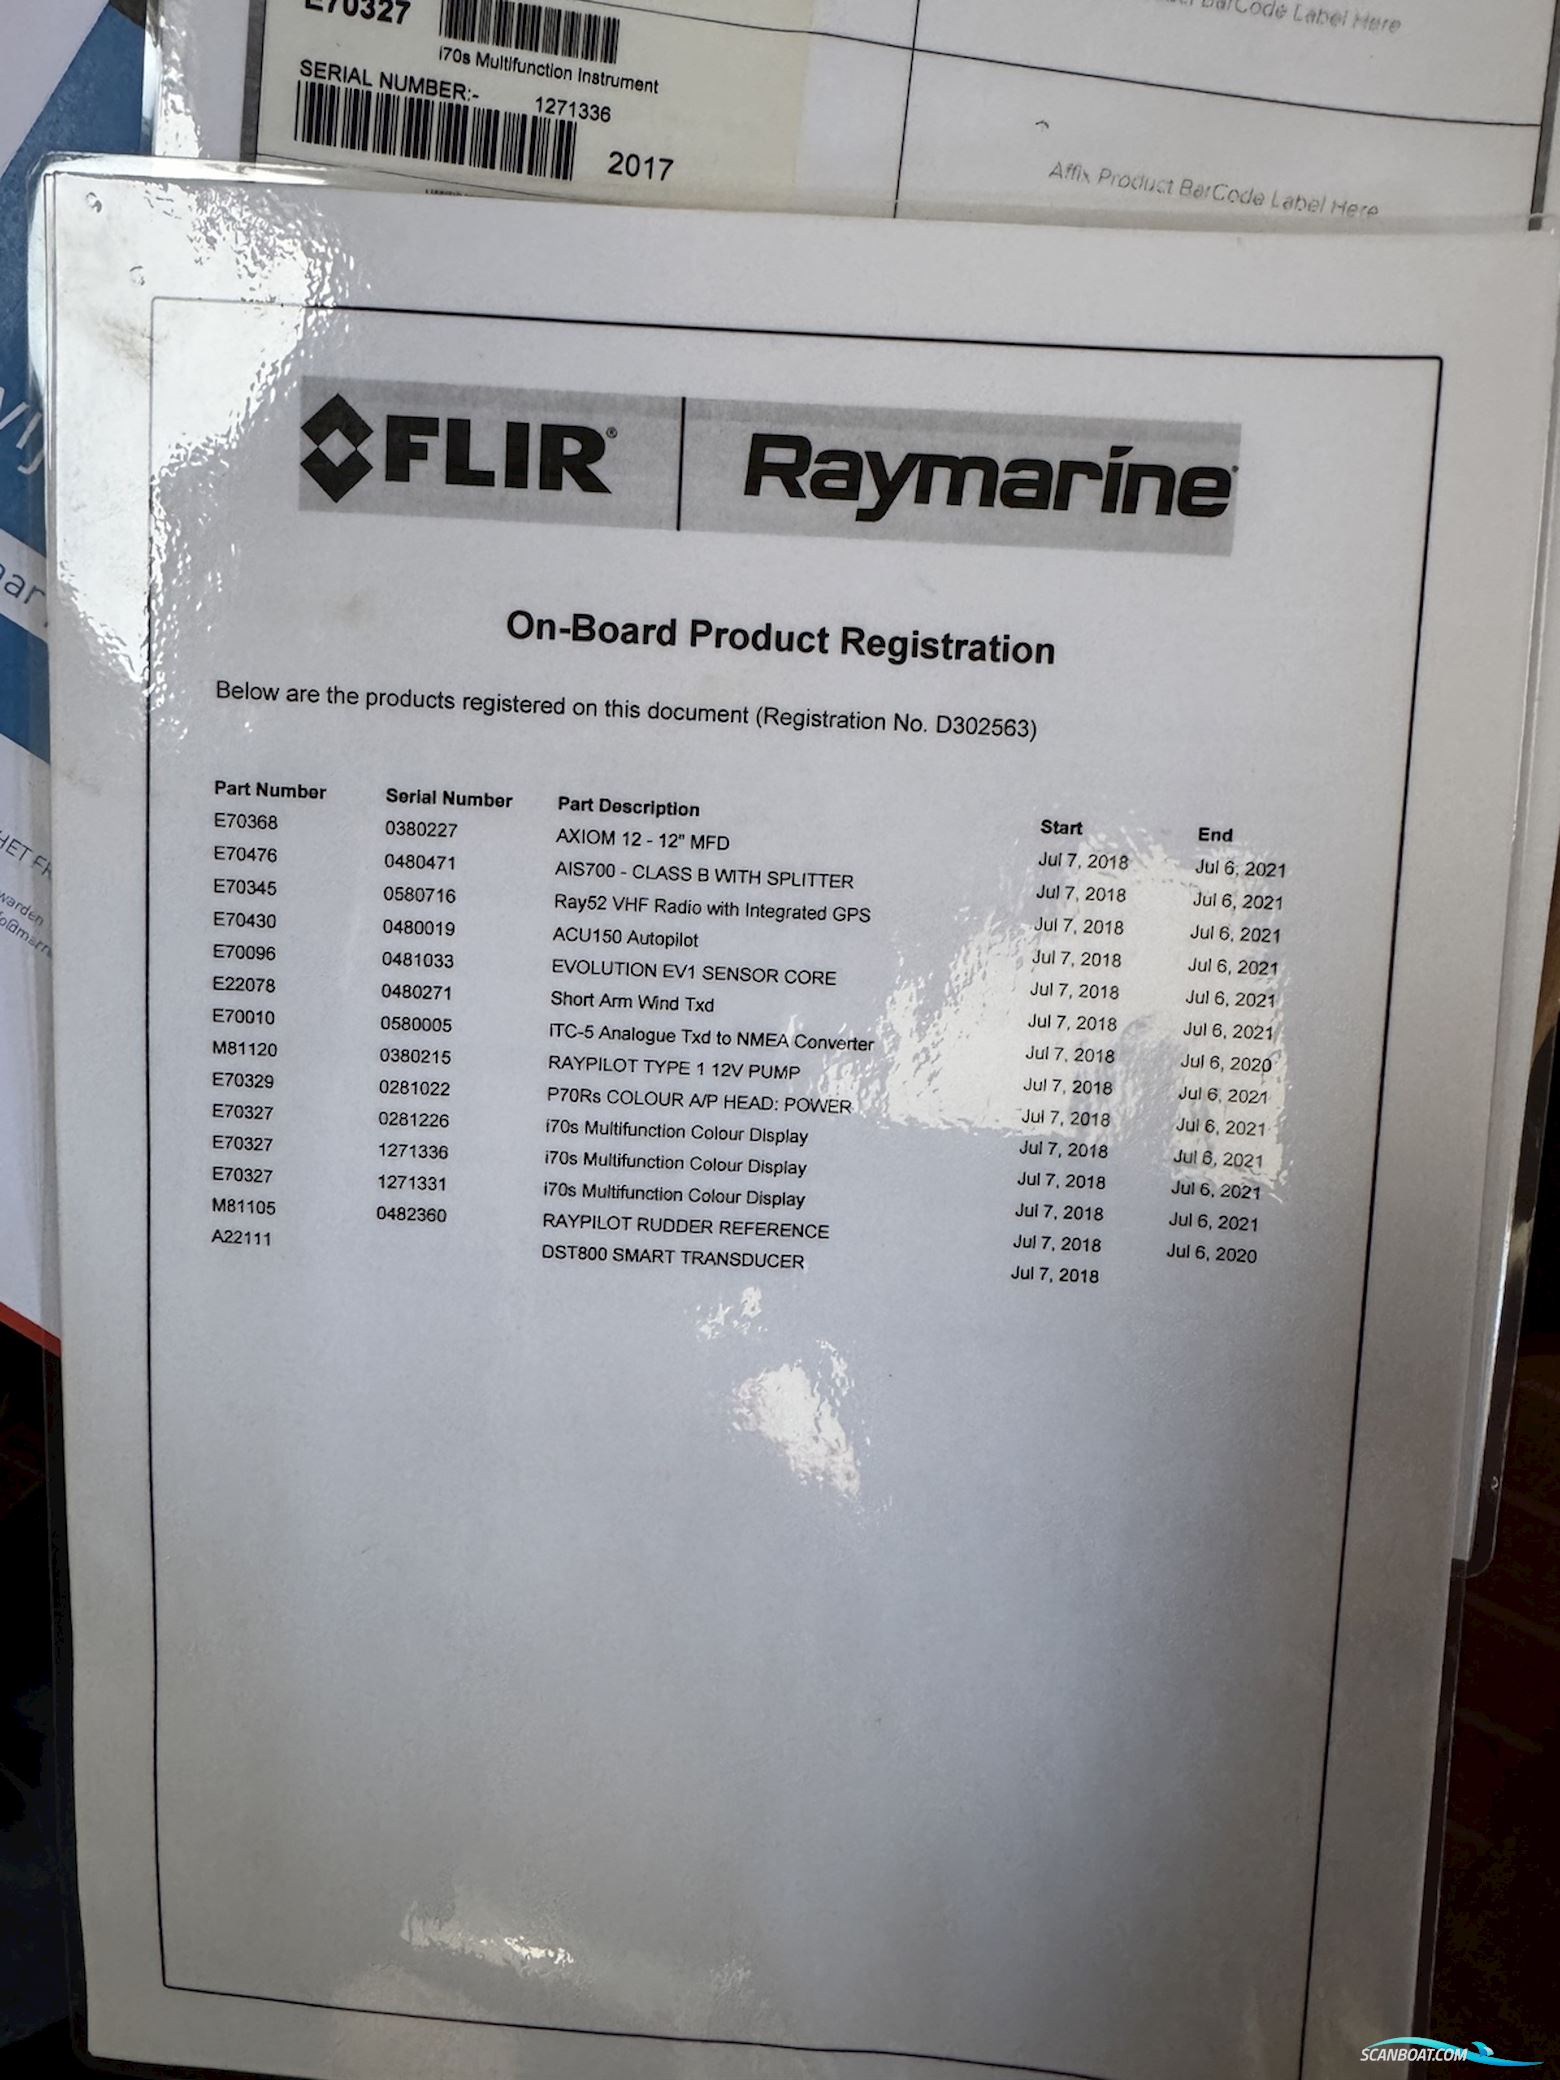 E70327
i70s Multifunction Instrument
SERIAL NUMBER:- 1271336
2017
BarCode Label Here
Affix Product BarCode Label Here
FLIR® Raymarine
On-Board Product Registration
Below are the products registered on this document (Registration No. D302563)
Part Number Serial Number Part Description Start End
E70368 0380227 AXIOM 12 - 12" MFD Jul 7, 2018 Jul 6, 2021
E70476 0480471 AIS700 - CLASS B WITH SPLITTER Jul 7, 2018 Jul 6, 2021
E70345 0580716 Ray52 VHF Radio with Integrated GPS Jul 7, 2018 Jul 6, 2021
E70430 0480019 ACU150 Autopilot Jul 7, 2018 Jul 6, 2021
E70096 0481033 EVOLUTION EV1 SENSOR CORE Jul 7, 2018 Jul 6, 2021
E22078 0480271 Short Arm Wind Txd Jul 7, 2018 Jul 6, 2021
E70010 0580005 ITC-5 Analogue Txd to NMEA Converter Jul 7, 2018 Jul 6, 2020
M81120 0380215 RAYPILOT TYPE 1 12V PUMP Jul 7, 2018 Jul 6, 2021
E70329 0281022 P70Rs COLOUR A/P HEAD: POWER Jul 7, 2018 Jul 6, 2021
E70327 0281226 i70s Multifunction Colour Display Jul 7, 2018 Jul 6, 2021
E70327 1271336 i70s Multifunction Colour Display Jul 7, 2018 Jul 6, 2021
E70327 1271331 i70s Multifunction Colour Display Jul 7, 2018 Jul 6, 2021
M81105 0482360 RAYPILOT RUDDER REFERENCE Jul 7, 2018 Jul 6, 2020
A22111 DST800 SMART TRANSDUCER Jul 7, 2018
SCANBOAT.COM